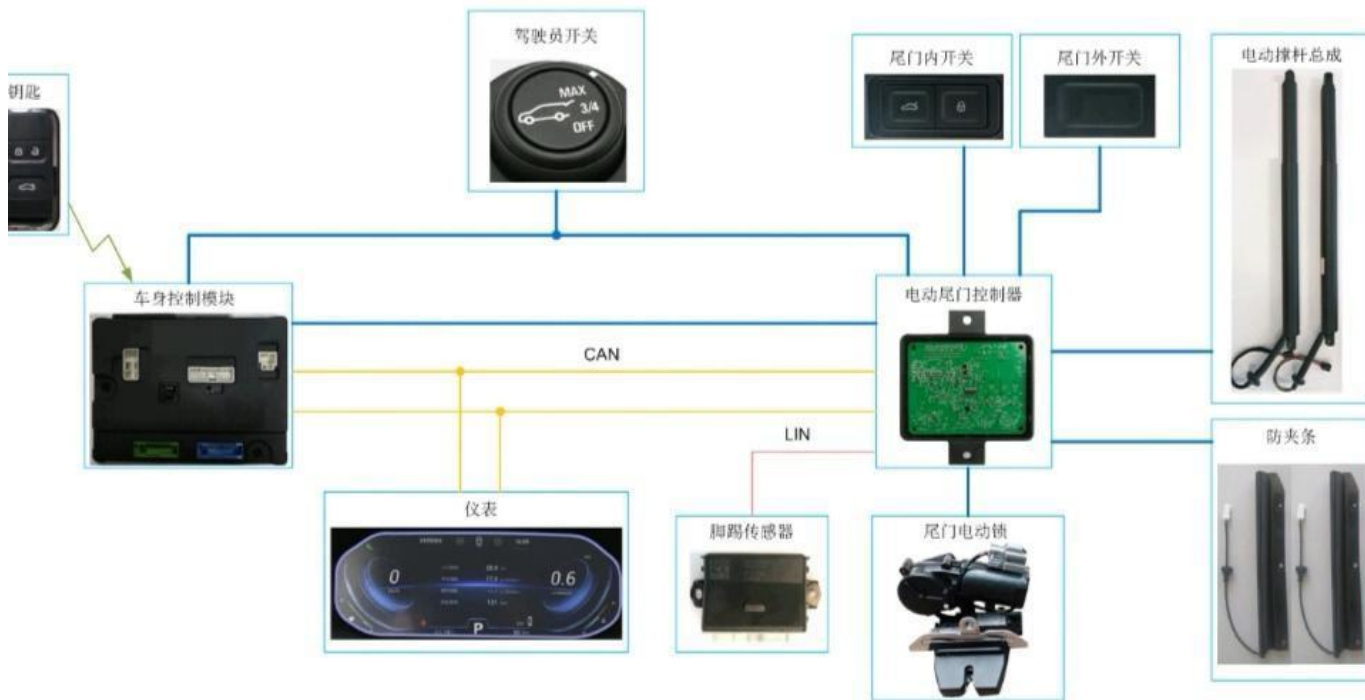 驾驶员开关
MAX
3/4
OFF
尾门内开关
尾门外开关
电动撑杆总成
钥匙
车身控制模块
电动尾门控制器
CAN
LIN
防夹条
仪表
0
0.6
P
脚踢传感器
尾门电动锁